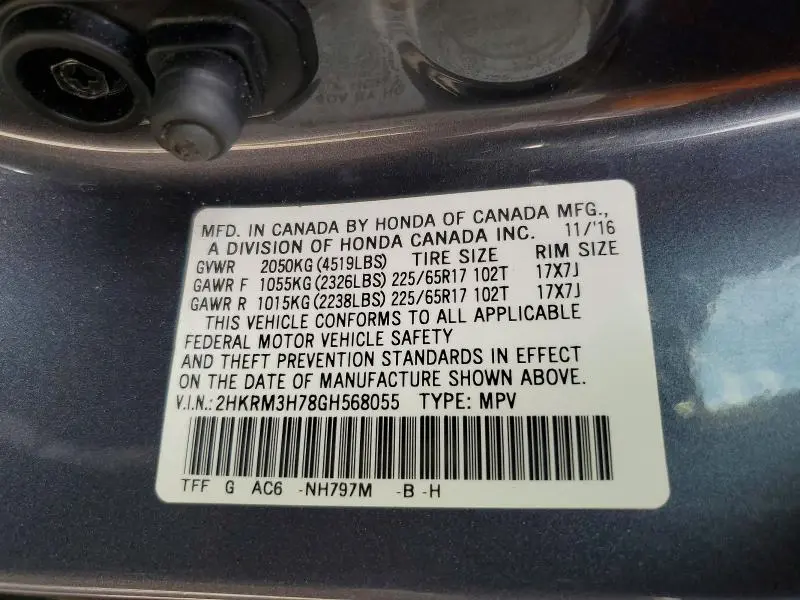 MFD. IN CANADA BY HONDA OF CANADA MFG.,
A DIVISION OF HONDA CANADA INC. 11/'16
GVWR 2050KG (4519LBS) TIRE SIZE RIM SIZE
GAWR F 1055KG (2326LBS) 225/65R17 102T 17X7J
GAWR R 1015KG (2238LBS) 225/65R17 102T 17X7J
THIS VEHICLE CONFORMS TO ALL APPLICABLE
FEDERAL MOTOR VEHICLE SAFETY
AND THEFT PREVENTION STANDARDS IN EFFECT
ON THE DATE OF MANUFACTURE SHOWN ABOVE.
V.I.N.: 2HKRM3H78GH568055 TYPE: MPV
TFF G AC6 -NH797M -B -H